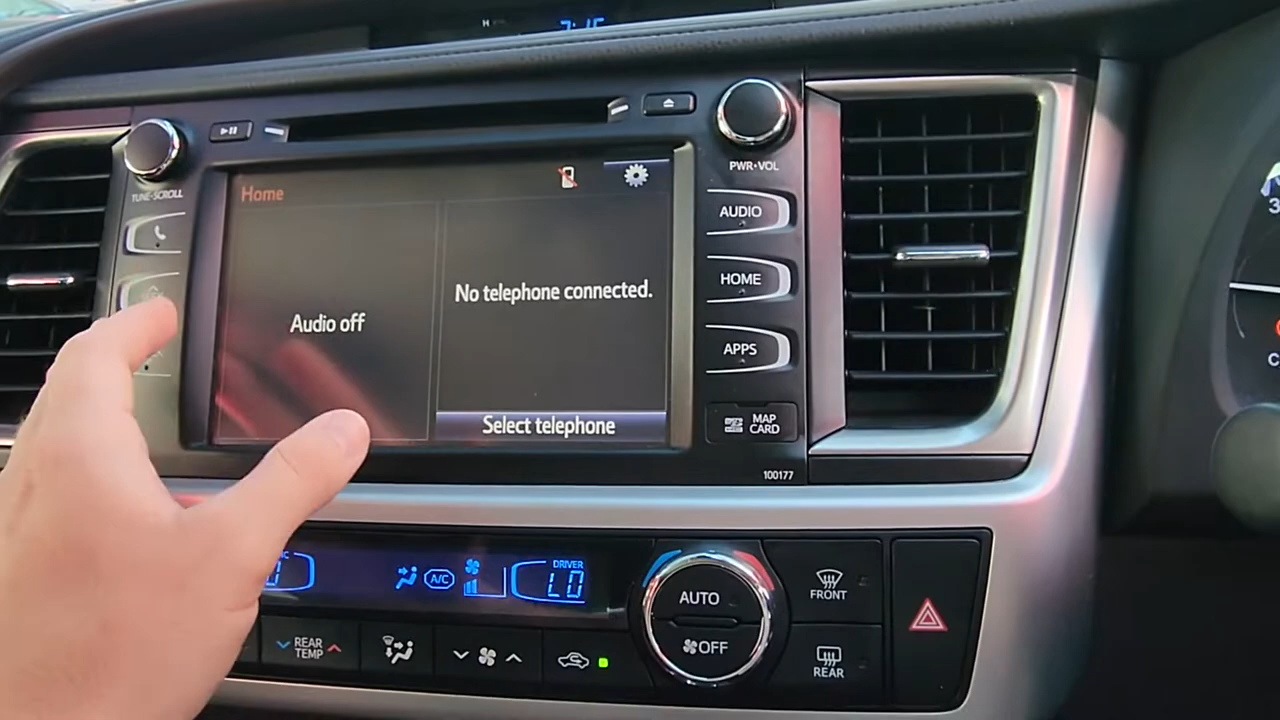 H
TUNE•SCROLL
PWR•VOL
Home
AUDIO
No telephone connected.
HOME
Audio off
APPS
Select telephone
MAP
CARD
100177
A/C
DRIVER
LO
AUTO
FRONT
OFF
REAR
TEMP
REAR